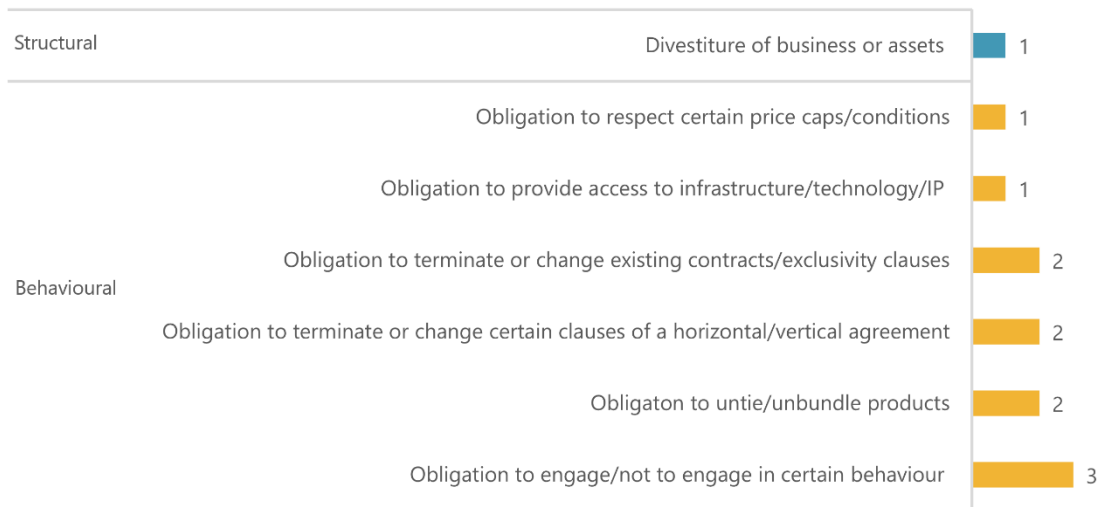 Structural
Divestiture of business or assets 1
Obligation to respect certain price caps/conditions 1
Obligation to provide access to infrastructure/technology/IP 1
Obligation to terminate or change existing contracts/exclusivity clauses 2
Behavioural
Obligation to terminate or change certain clauses of a horizontal/vertical agreement 2
Obligaton to untie/unbundle products 2
Obligation to engage/not to engage in certain behaviour 3